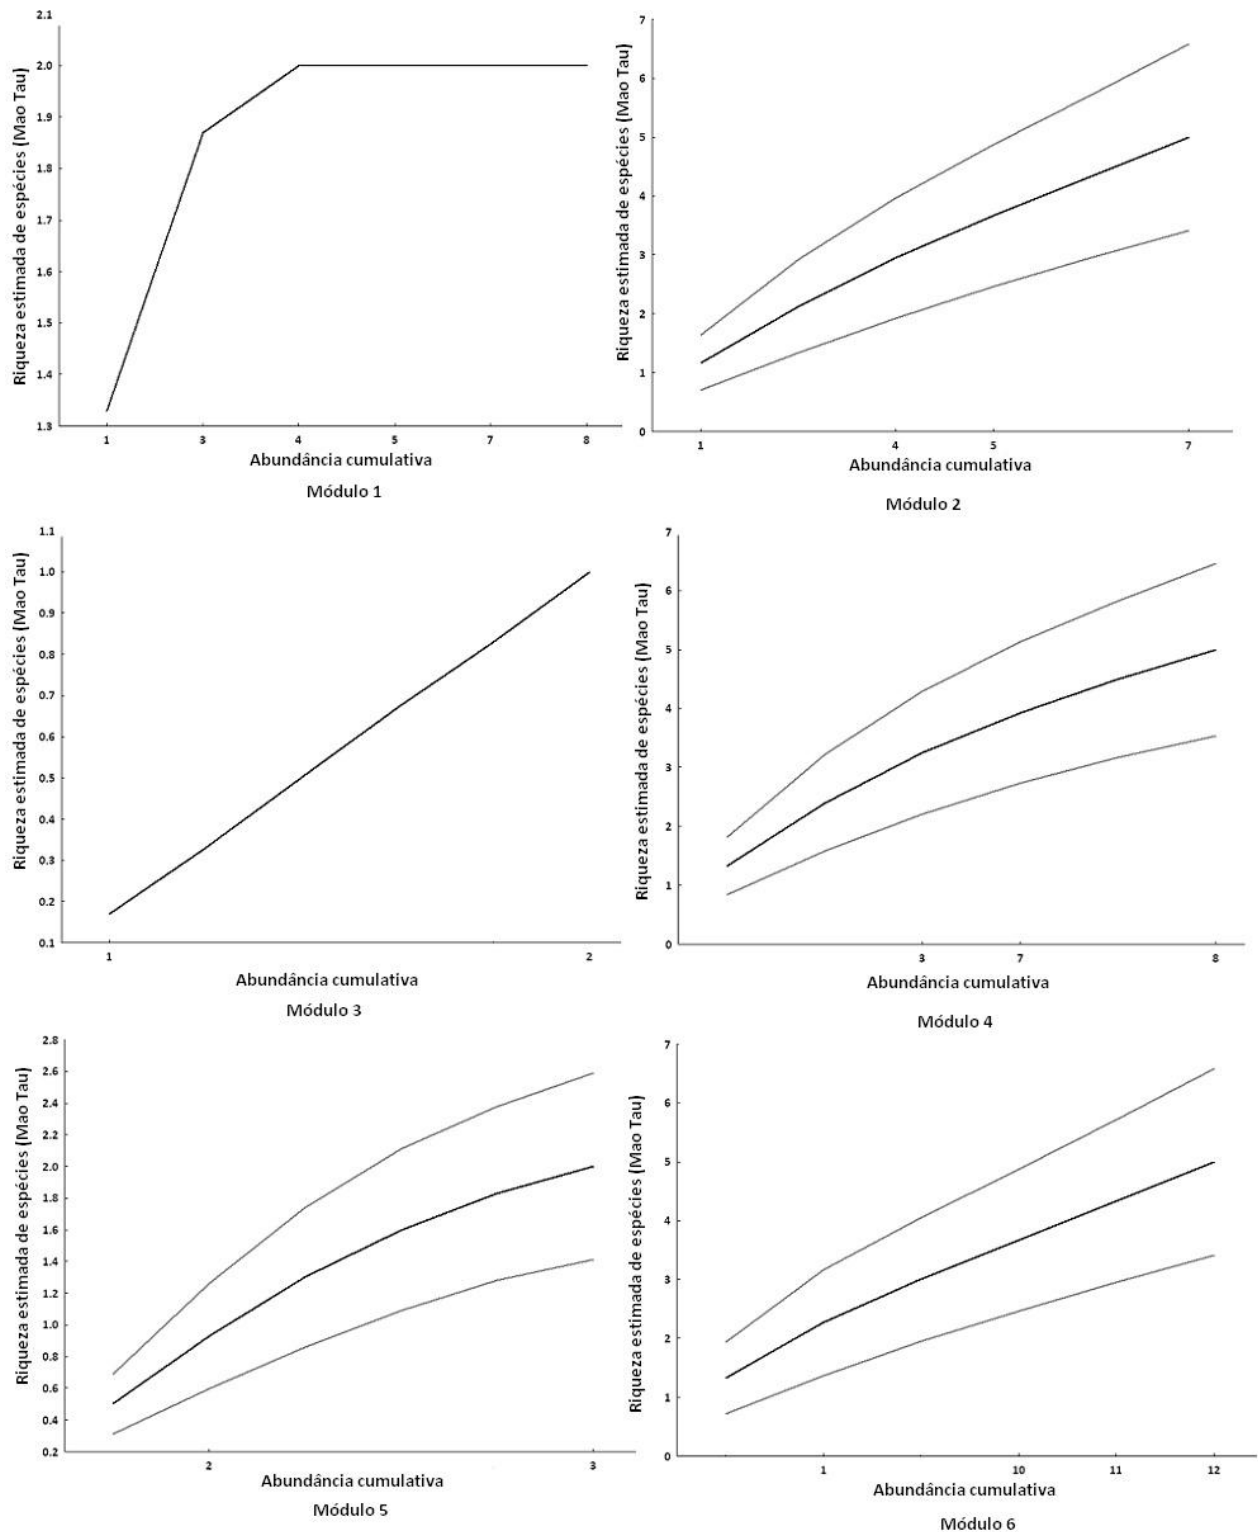 Riqueza estimada de espécies (Mao Tau)
2.1
2.0
1.9
1.8
1.7
1.6
1.5
1.4
1.3
1 3 4 5 7 8
Abundância cumulativa
Módulo 1
Riqueza estimada de espécies (Mao Tau)
7
6
5
4
3
2
1
0
1 4 5 7
Abundância cumulativa
Módulo 2
Riqueza estimada de espécies (Mao Tau)
1.1
1.0
0.9
0.8
0.7
0.6
0.5
0.4
0.3
0.2
0.1
1 2
Abundância cumulativa
Módulo 3
Riqueza estimada de espécies (Mao Tau)
7
6
5
4
3
2
1
0
3 7 8
Abundância cumulativa
Módulo 4
Riqueza estimada de espécies (Mao Tau)
2.8
2.6
2.4
2.2
2.0
1.8
1.6
1.4
1.2
1.0
0.8
0.6
0.4
0.2
2 3
Abundância cumulativa
Módulo 5
Riqueza estimada de espécies (Mao Tau)
7
6
5
4
3
2
1
0
1 10 11 12
Abundância cumulativa
Módulo 6